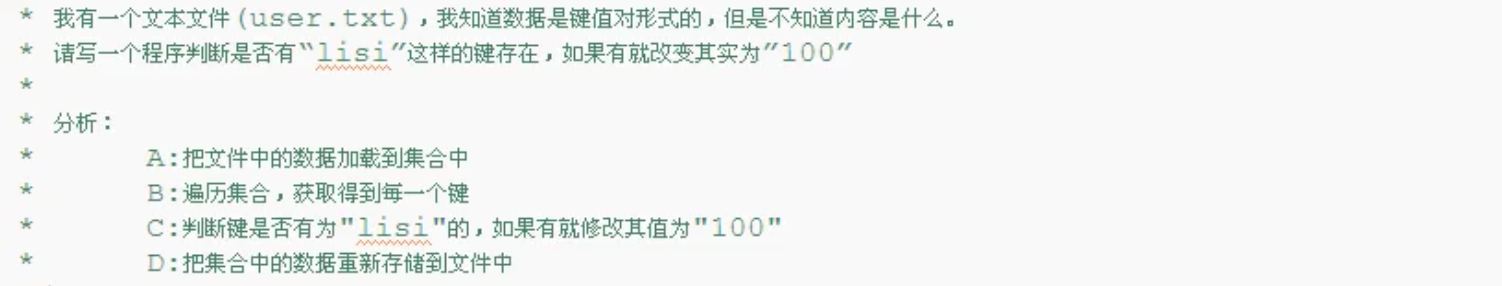 * 我有一个文本文件(user.txt)，我知道数据是键值对形式的，但是不知道内容是什么。
* 请写一个程序判断是否有“lisi”这样的键存在，如果有就改变其实为”100”
*
* 分析：
* A:把文件中的数据加载到集合中
* B:遍历集合，获取得到每一个键
* C:判断键是否有为"lisi"的，如果有就修改其值为"100"
* D:把集合中的数据重新存储到文件中